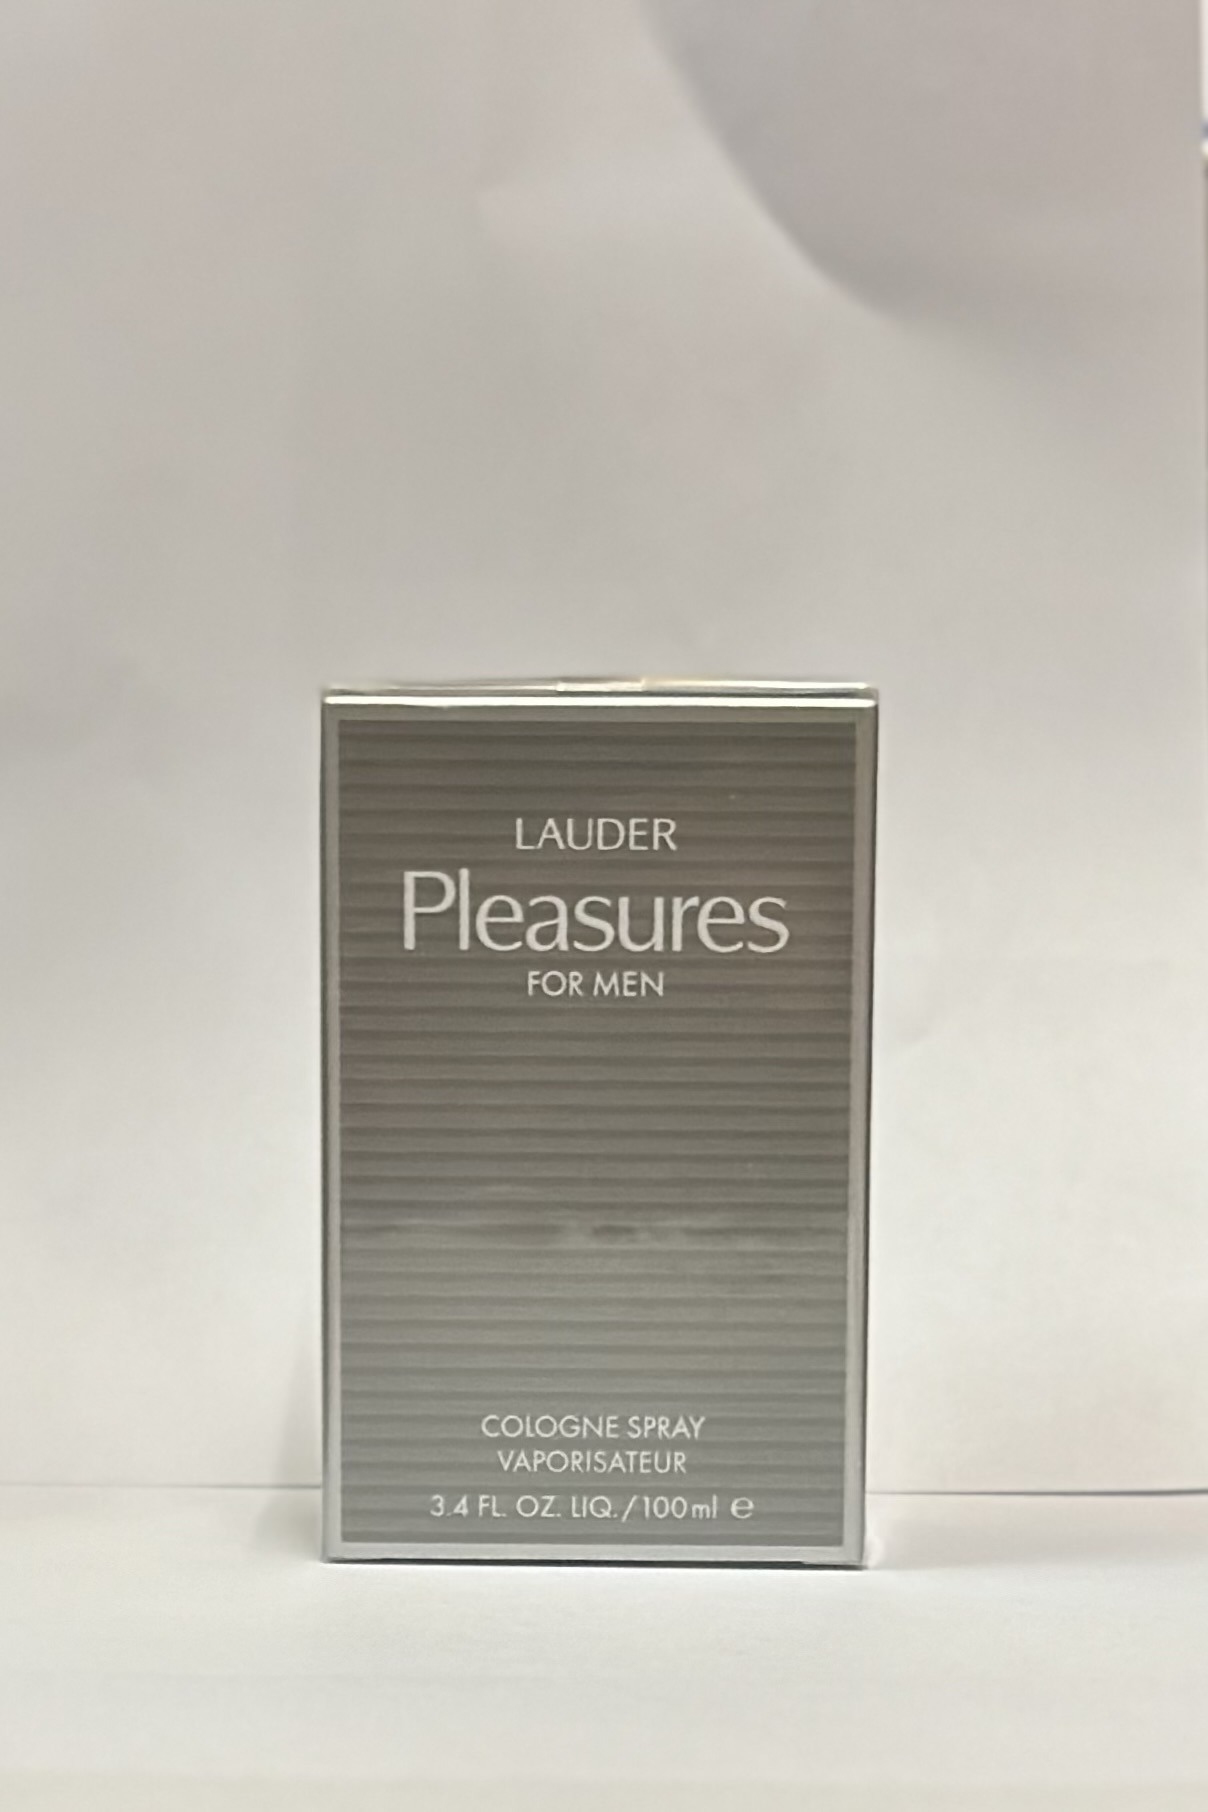 LAUDER
Pleasures
FOR MEN
COLOGNE SPRAY
VAPORISATEUR
3.4 FL. OZ. LIQ./100ml ℮